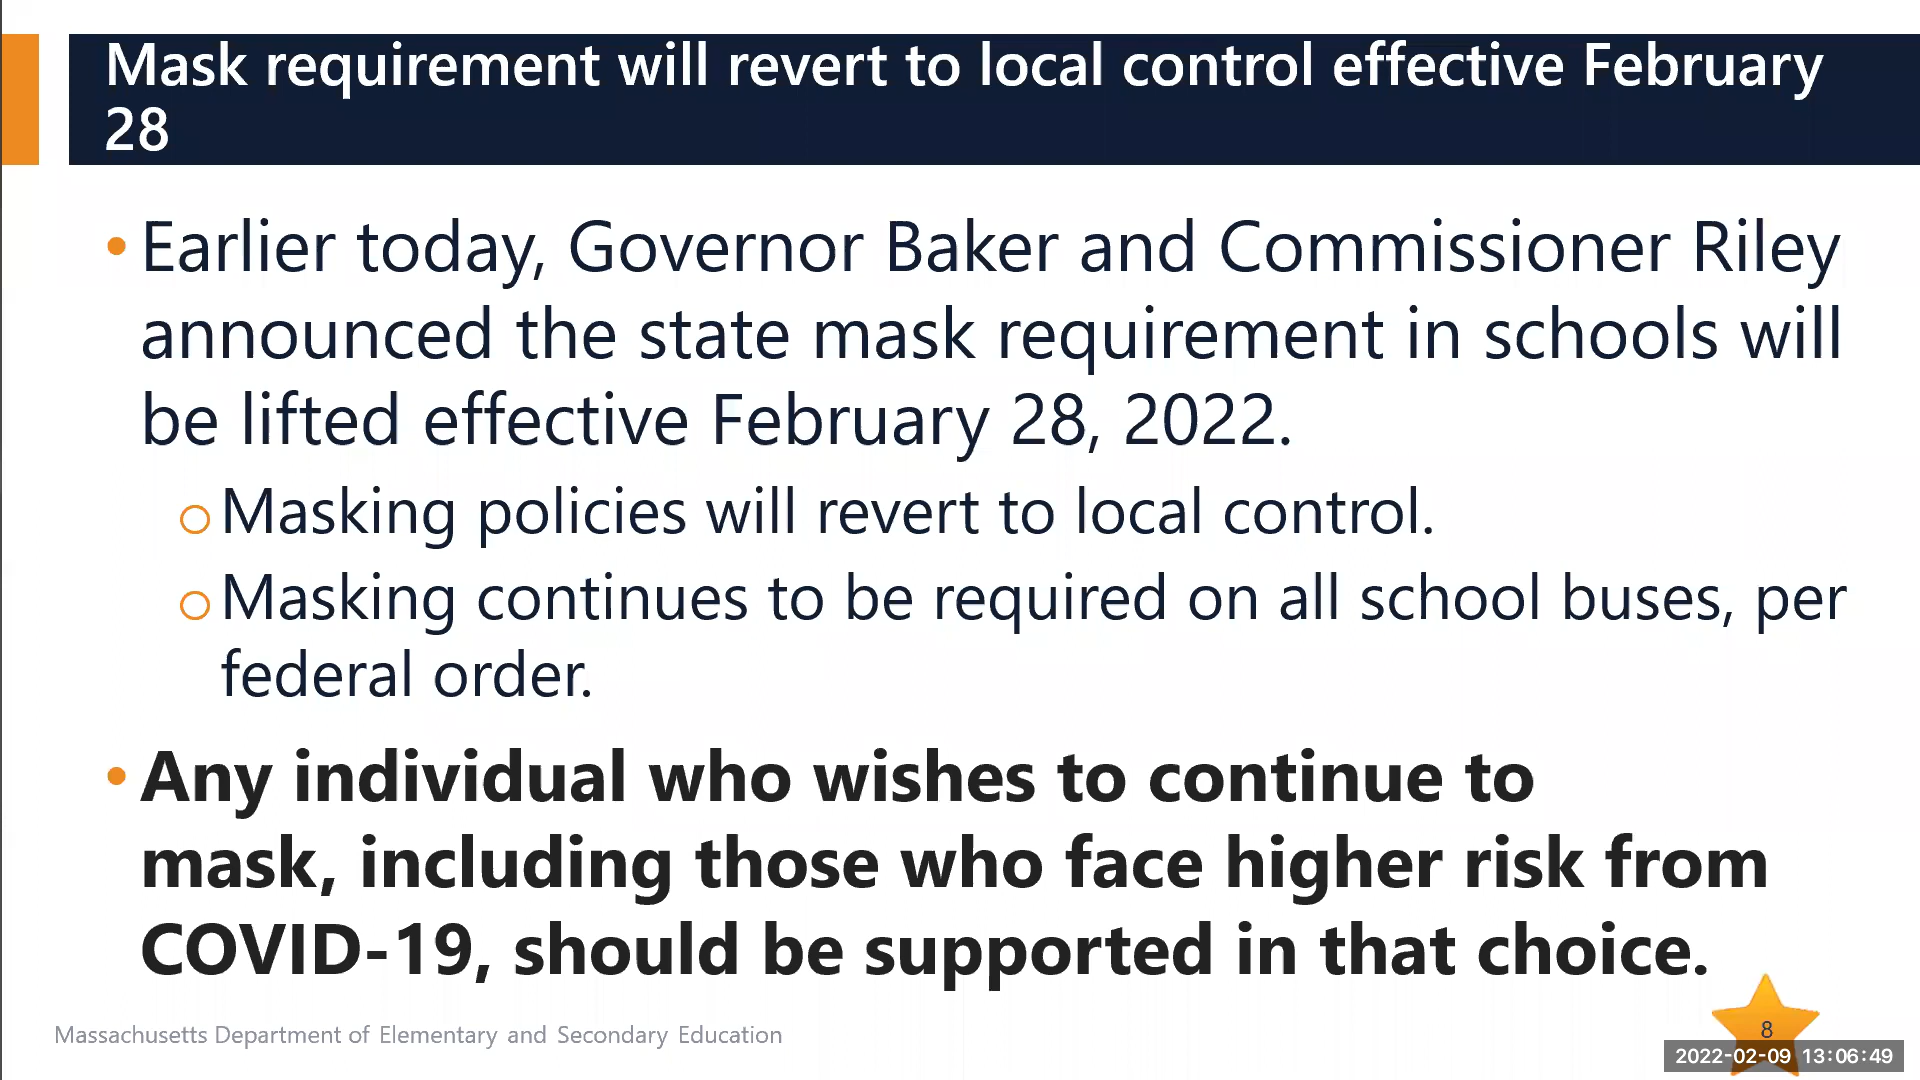 Mask requirement will revert to local control effective February
28
• Earlier today, Governor Baker and Commissioner Riley
announced the state mask requirement in schools will
be lifted effective February 28, 2022.
o Masking policies will revert to local control.
o Masking continues to be required on all school buses, per
federal order.
• Any individual who wishes to continue to
mask, including those who face higher risk from
COVID-19, should be supported in that choice.
Massachusetts Department of Elementary and Secondary Education
8
2022-02-09 13:06:49